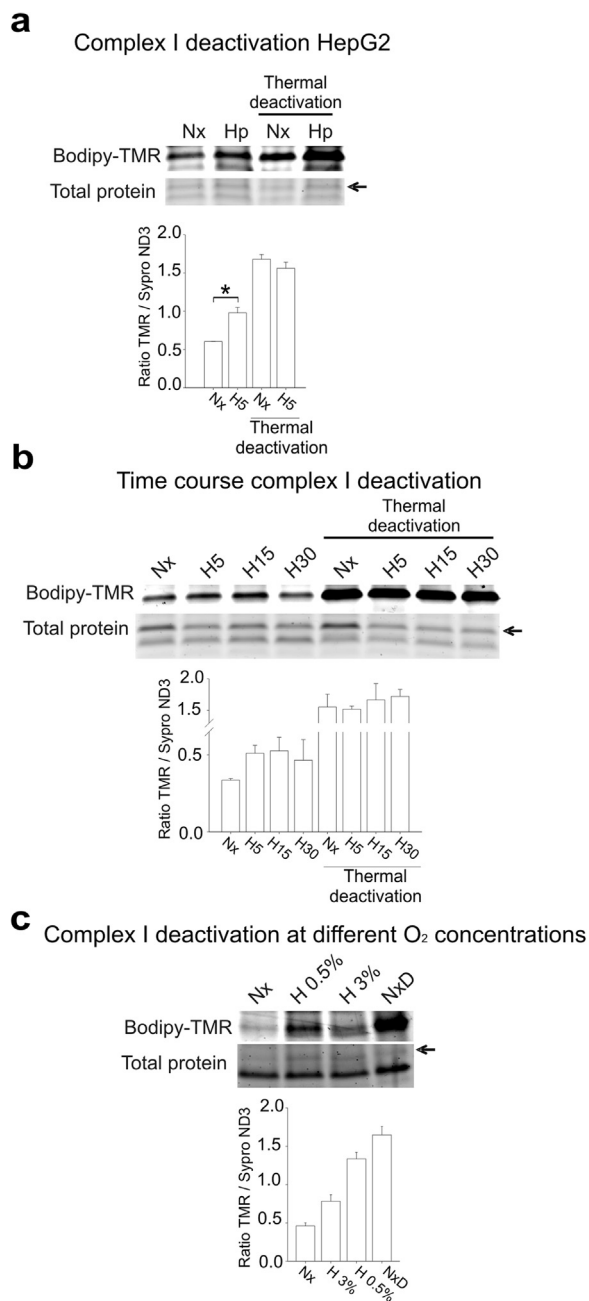 a
Complex I deactivation HepG2
Thermal
deactivation
Nx Hp Nx Hp
Bodipy-TMR
Total protein
Ratio TMR / Sypro ND3
2.0
1.5
1.0
0.5
0.0
*
Nx H5 Nx H5
Thermal
deactivation
b
Time course complex I deactivation
Thermal
deactivation
Nx H5 H15 H30 Nx H5 H15 H30
Bodipy-TMR
Total protein
Ratio TMR / Sypro ND3
2.0
1.5
0.5
0.0
Nx H5 H15 H30 Nx H5 H15 H30
Thermal
deactivation
c
Complex I deactivation at different O₂ concentrations
Nx H 0.5% H 3% NxD
Bodipy-TMR
Total protein
Ratio TMR / Sypro ND3
2.0
1.5
1.0
0.5
0.0
Nx H 3% H 0.5% NxD